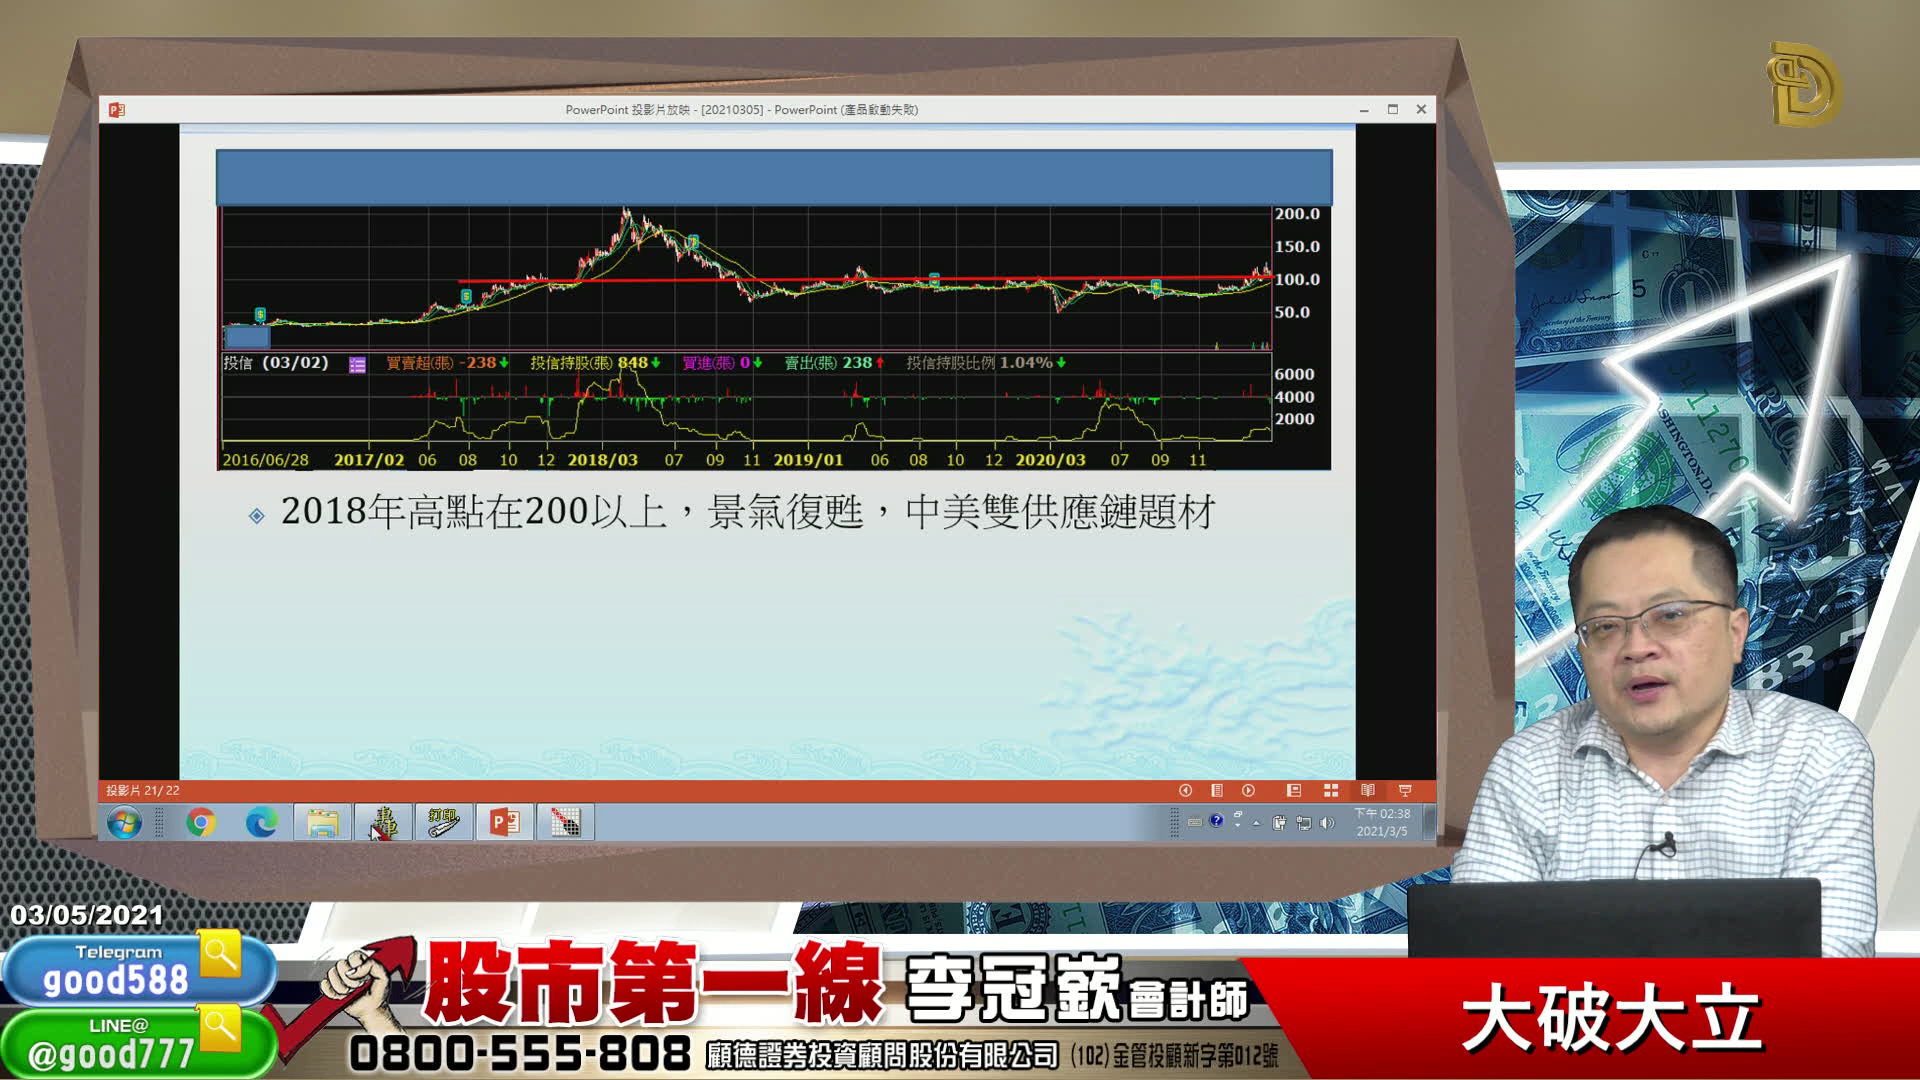 PowerPoint 投影片放映 - [20210305] - PowerPoint (產品啟動失敗)
200.0
150.0
100.0
50.0
投信 (03/02) 買賣超(張) -238 投信持股(張) 848 買進(張) 0 賣出(張) 238 投信持股比例 1.04%
6000
4000
2000
2016/06/28 2017/02 06 08 10 12 2018/03 07 09 11 2019/01 06 08 10 12 2020/03 07 09 11
2018年高點在200以上，景氣復甦，中美雙供應鏈題材
投影片 21/22
打印
下午 02:38
2021/3/5
03/05/2021
Telegram
good588
LINE@
@good777
股市第一線 李冠嶔會計師
0800-555-808 顧德證券投資顧問股份有限公司 (102)金管投顧新字第012號
大破大立